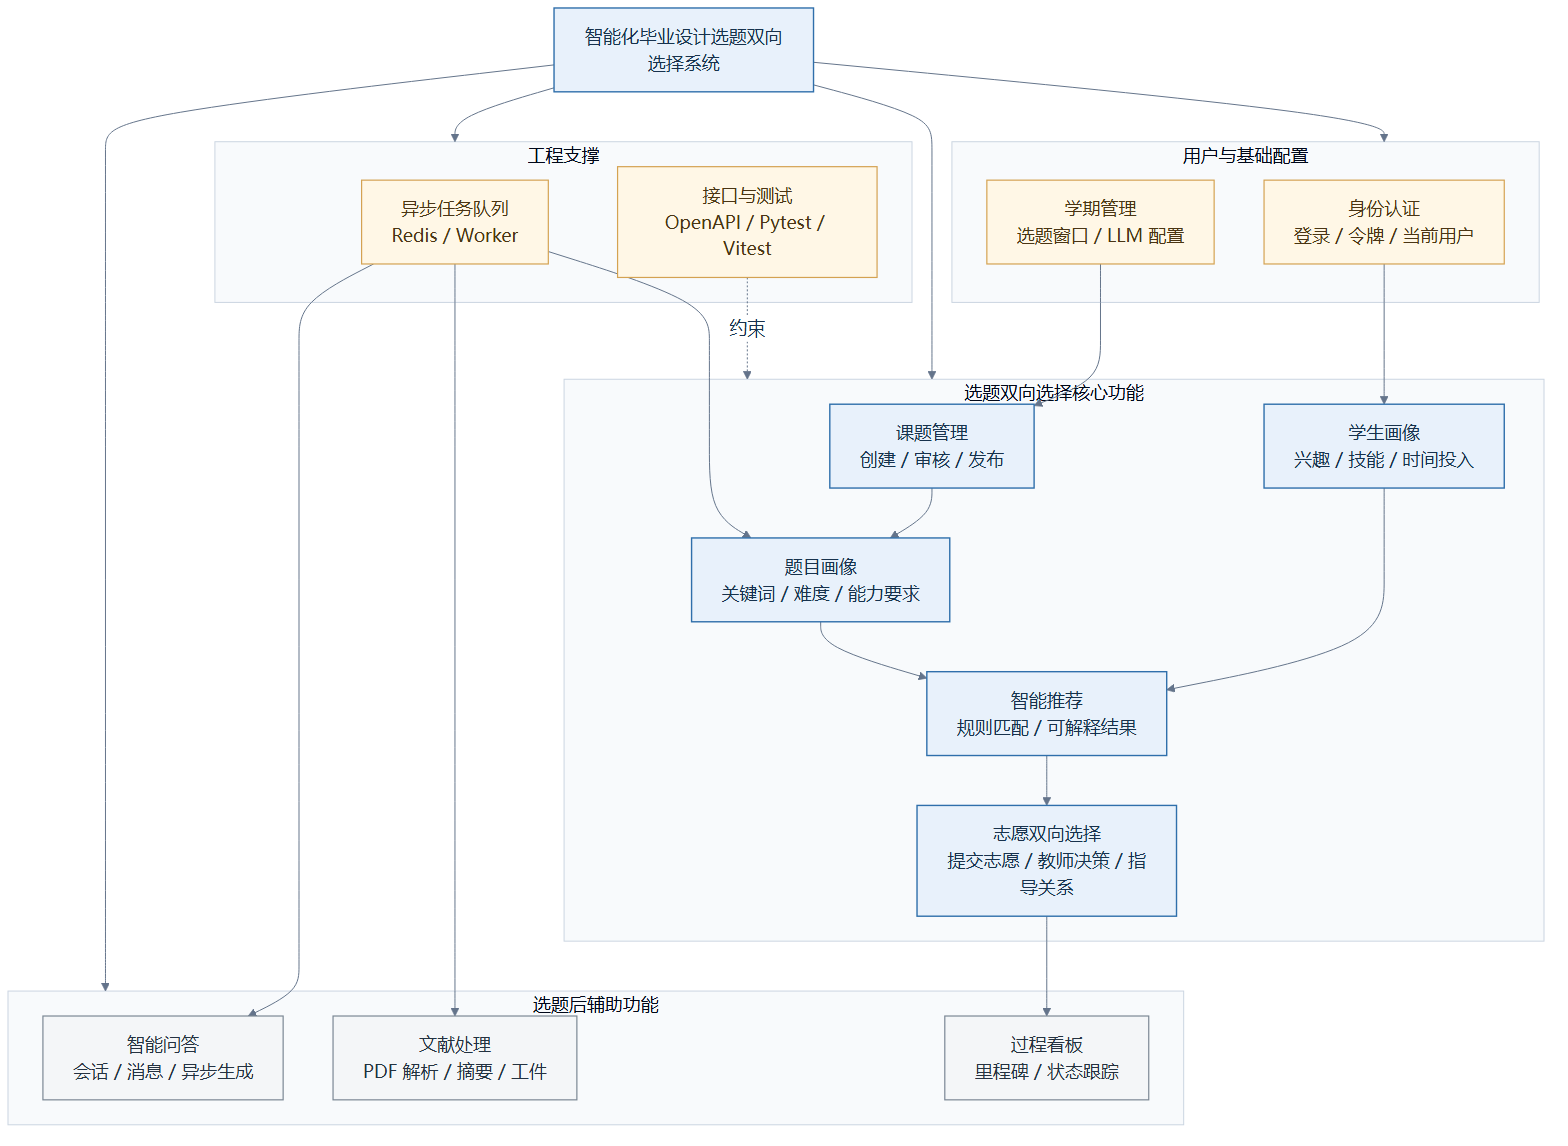 智能化毕业设计选题双向
选择系统
工程支撑
用户与基础配置
异步任务队列
Redis / Worker
接口与测试
OpenAPI / Pytest /
Vitest
学期管理
选题窗口 / LLM 配置
身份认证
登录 / 令牌 / 当前用户
约束
选题双向选择核心功能
课题管理
创建 / 审核 / 发布
学生画像
兴趣 / 技能 / 时间投入
题目画像
关键词 / 难度 / 能力要求
智能推荐
规则匹配 / 可解释结果
志愿双向选择
提交志愿 / 教师决策 / 指
导关系
选题后辅助功能
智能问答
会话 / 消息 / 异步生成
文献处理
PDF 解析 / 摘要 / 工件
过程看板
里程碑 / 状态跟踪